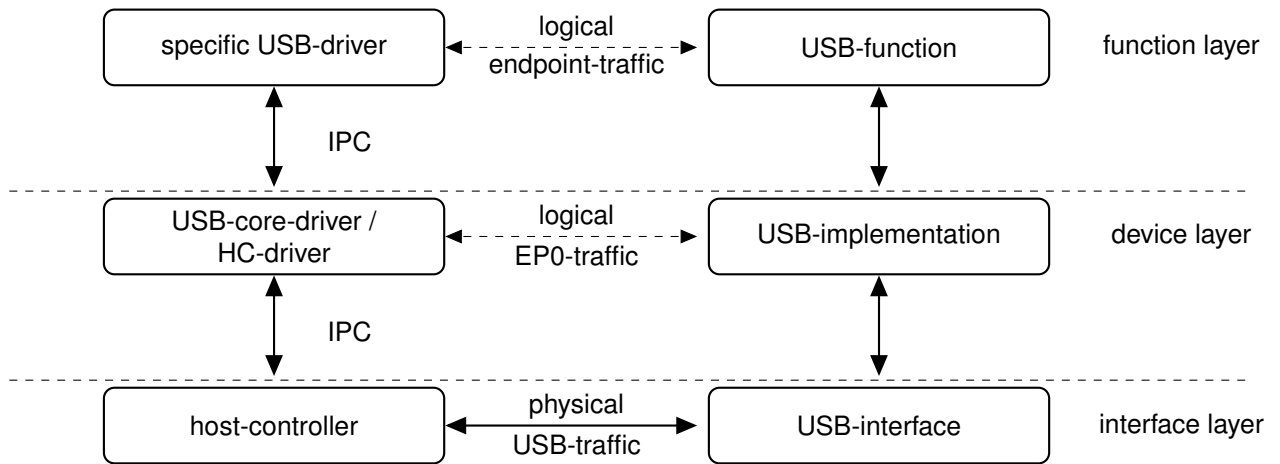 specific USB-driver
logical
endpoint-traffic
USB-function
function layer
IPC
USB-core-driver /
HC-driver
logical
EP0-traffic
USB-implementation
device layer
IPC
host-controller
physical
USB-traffic
USB-interface
interface layer